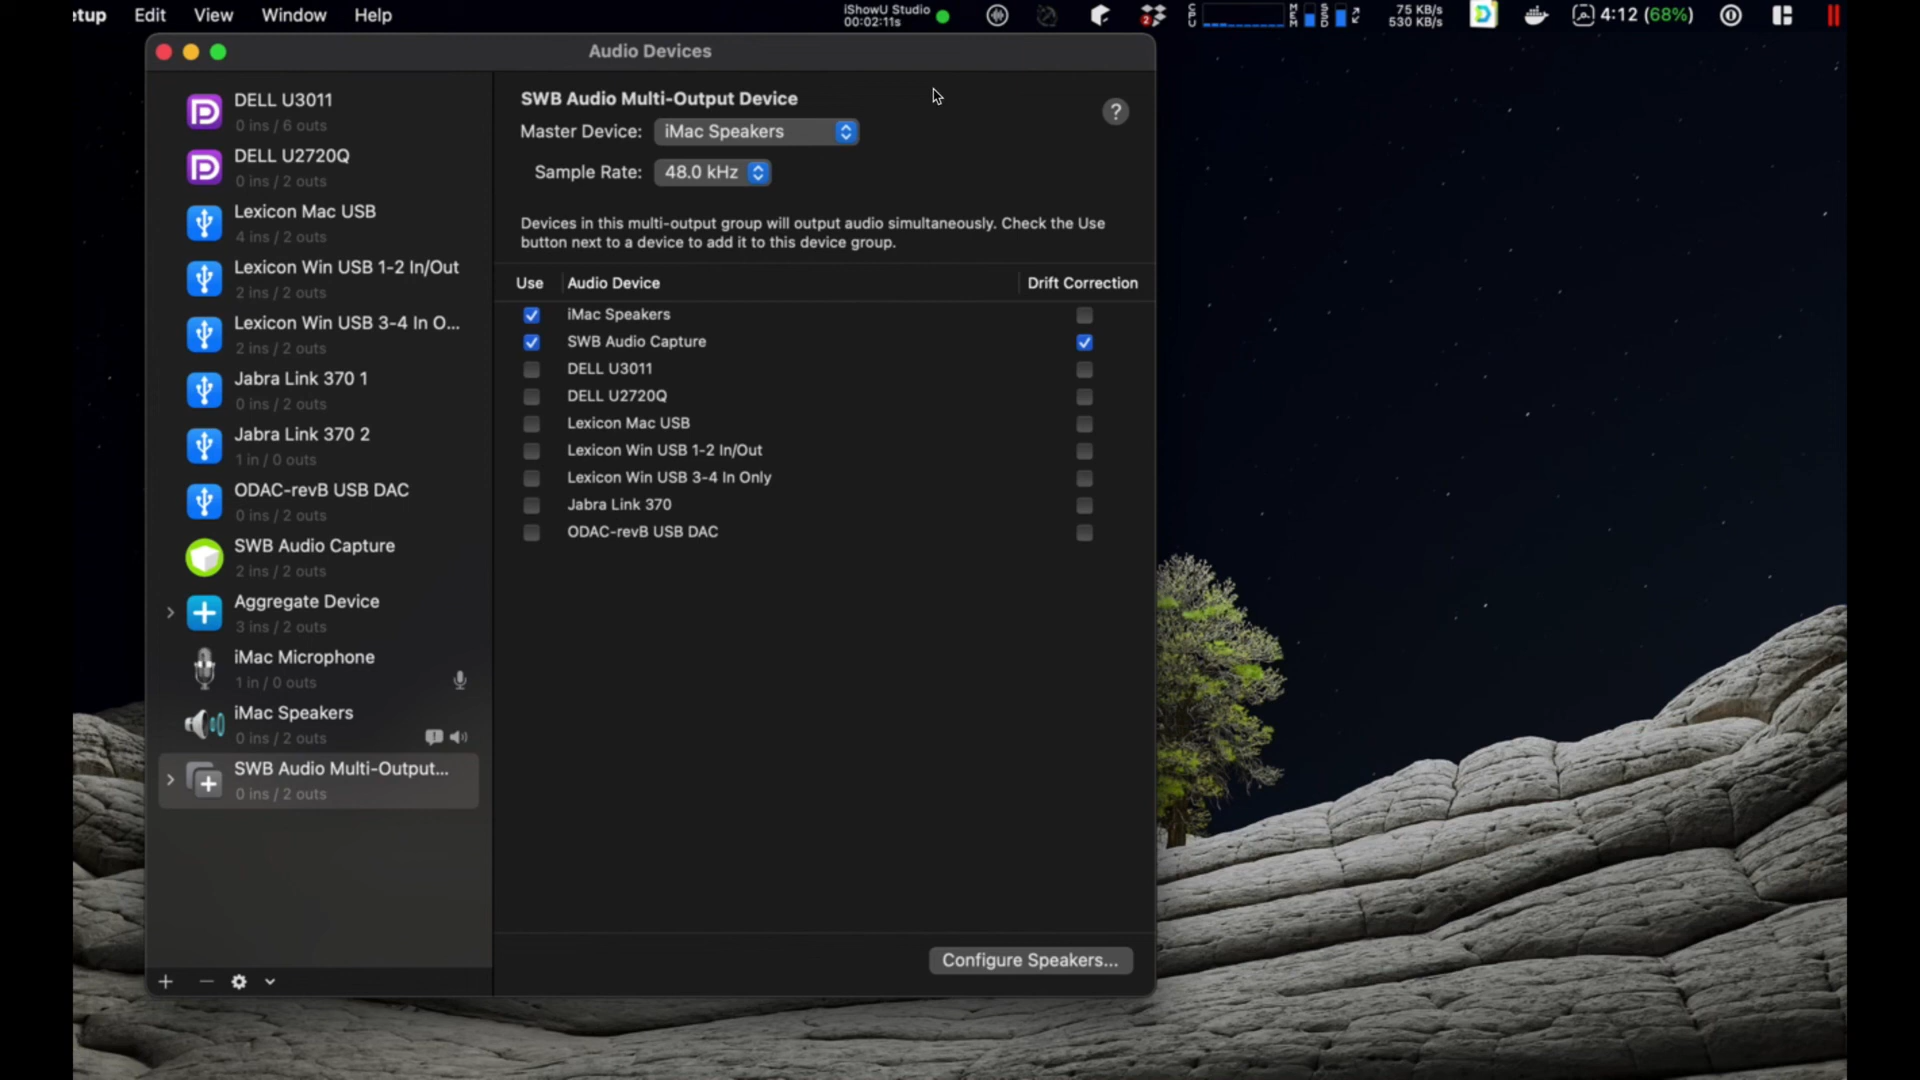 etup Edit View Window Help iShowU Studio
00:02:11s
2
CPU
MEM
SSD
75 KB/s
530 KB/s
4:12 (68%)
Audio Devices
DELL U3011
0 ins / 6 outs
DELL U2720Q
0 ins / 2 outs
Lexicon Mac USB
4 ins / 2 outs
Lexicon Win USB 1-2 In/Out
2 ins / 2 outs
Lexicon Win USB 3-4 In O...
2 ins / 2 outs
Jabra Link 370 1
0 ins / 2 outs
Jabra Link 370 2
1 in / 0 outs
ODAC-revB USB DAC
0 ins / 2 outs
SWB Audio Capture
2 ins / 2 outs
Aggregate Device
3 ins / 2 outs
iMac Microphone
1 in / 0 outs
iMac Speakers
0 ins / 2 outs
SWB Audio Multi-Output...
0 ins / 2 outs
SWB Audio Multi-Output Device
?
Master Device: iMac Speakers
Sample Rate: 48.0 kHz
Devices in this multi-output group will output audio simultaneously. Check the Use
button next to a device to add it to this device group.
Use Audio Device Drift Correction
iMac Speakers
SWB Audio Capture
DELL U3011
DELL U2720Q
Lexicon Mac USB
Lexicon Win USB 1-2 In/Out
Lexicon Win USB 3-4 In Only
Jabra Link 370
ODAC-revB USB DAC
Configure Speakers...